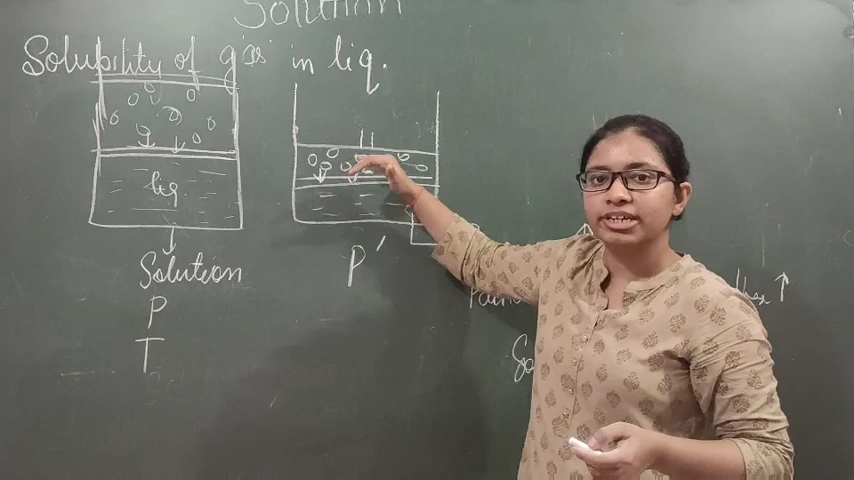 Solution
Solubility of gas in liq.
liq.
Solution
P
T
P'